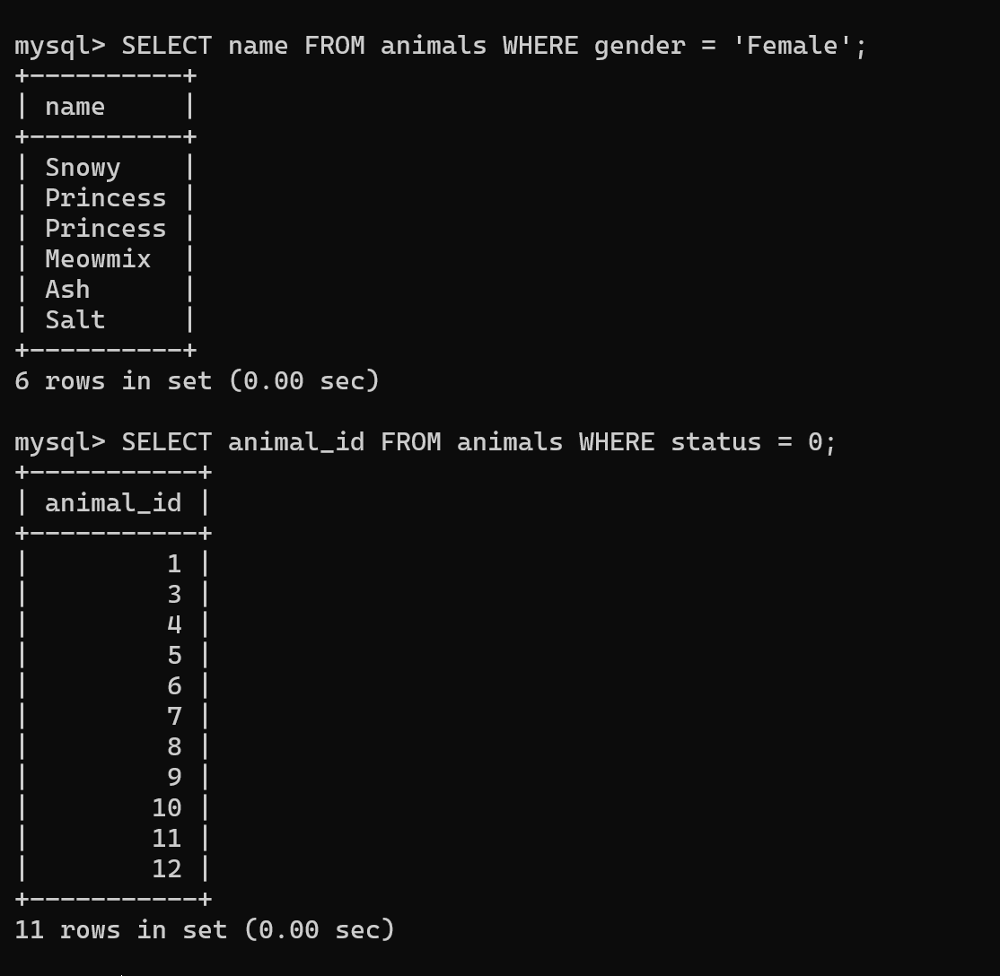 mysql> SELECT name FROM animals WHERE gender = 'Female';
+----------+
| name     |
+----------+
| Snowy    |
| Princess |
| Princess |
| Meowmix  |
| Ash      |
| Salt     |
+----------+
6 rows in set (0.00 sec)

mysql> SELECT animal_id FROM animals WHERE status = 0;
+-----------+
| animal_id |
+-----------+
|         1 |
|         3 |
|         4 |
|         5 |
|         6 |
|         7 |
|         8 |
|         9 |
|        10 |
|        11 |
|        12 |
+-----------+
11 rows in set (0.00 sec)